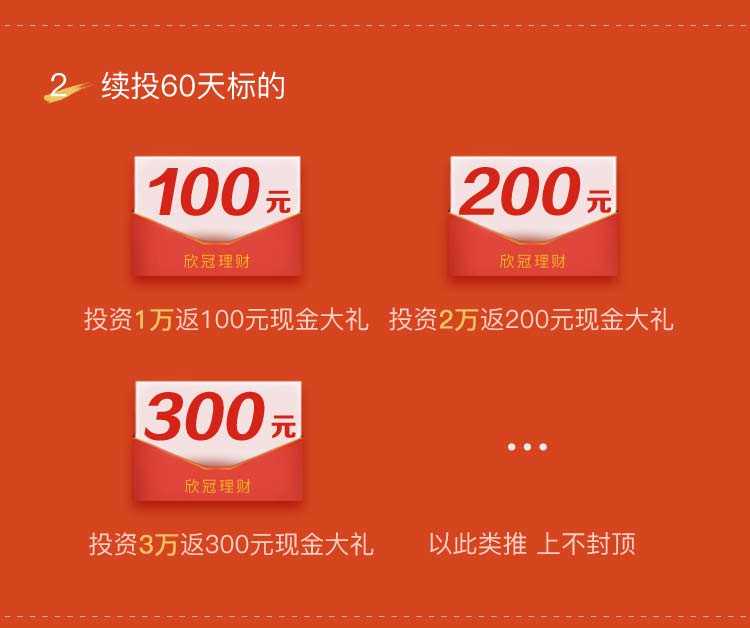 2 续投60天标的
100元
200元
欣冠理财
欣冠理财
投资1万返100元现金大礼
投资2万返200元现金大礼
300元
欣冠理财
...
投资3万返300元现金大礼
以此类推 上不封顶